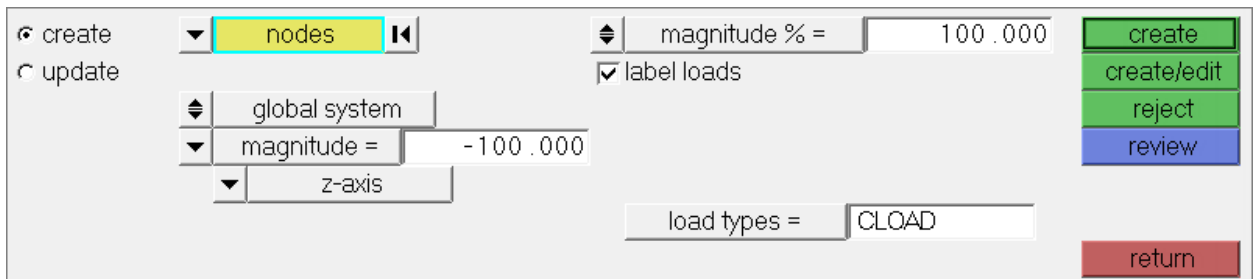 create nodes magnitude % = 100.000 create
update label loads create/edit
global system reject
magnitude = -100.000 review
z-axis
load types = CLOAD
return